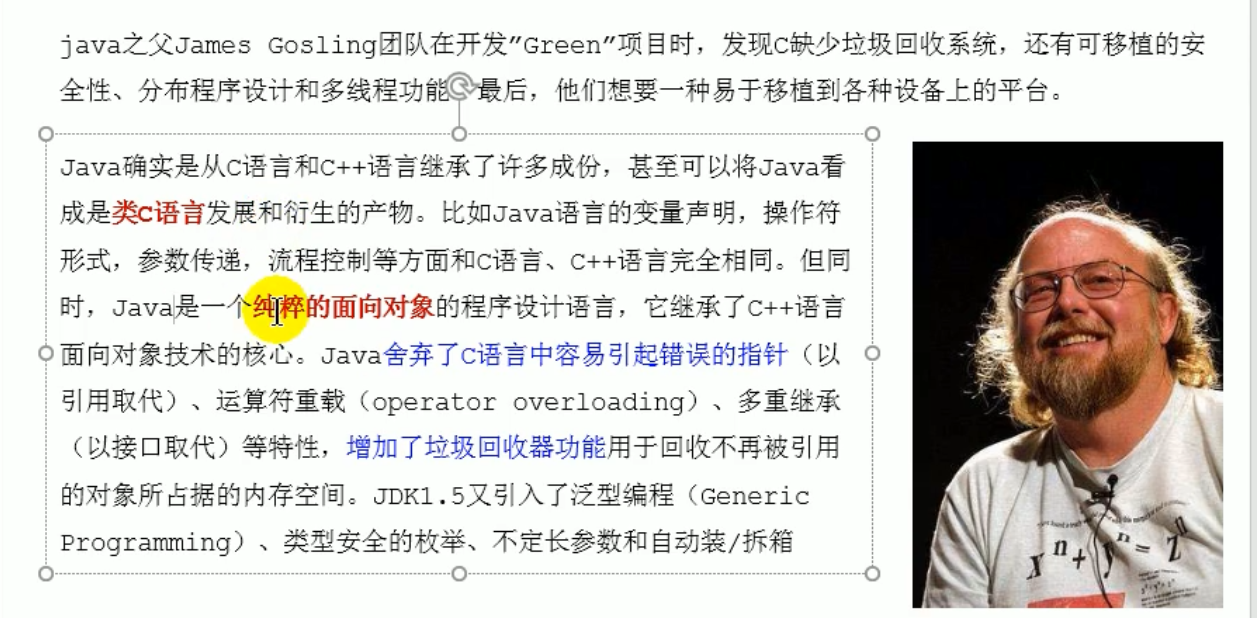 java之父James Gosling团队在开发”Green”项目时，发现C缺少垃圾回收系统，还有可移植的安
全性、分布程序设计和多线程功能 最后，他们想要一种易于移植到各种设备上的平台。
Java确实是从C语言和C++语言继承了许多成份，甚至可以将Java看
成是类C语言发展和衍生的产物。比如Java语言的变量声明，操作符
形式，参数传递，流程控制等方面和C语言、C++语言完全相同。但同
时，Java是一个纯粹的面向对象的程序设计语言，它继承了C++语言
面向对象技术的核心。Java舍弃了C语言中容易引起错误的指针（以
引用取代）、运算符重载（operator overloading）、多重继承
（以接口取代）等特性，增加了垃圾回收器功能用于回收不再被引用
的对象所占据的内存空间。JDK1.5又引入了泛型编程（Generic
Programming）、类型安全的枚举、不定长参数和自动装/拆箱
xⁿ+yⁿ=zⁿ